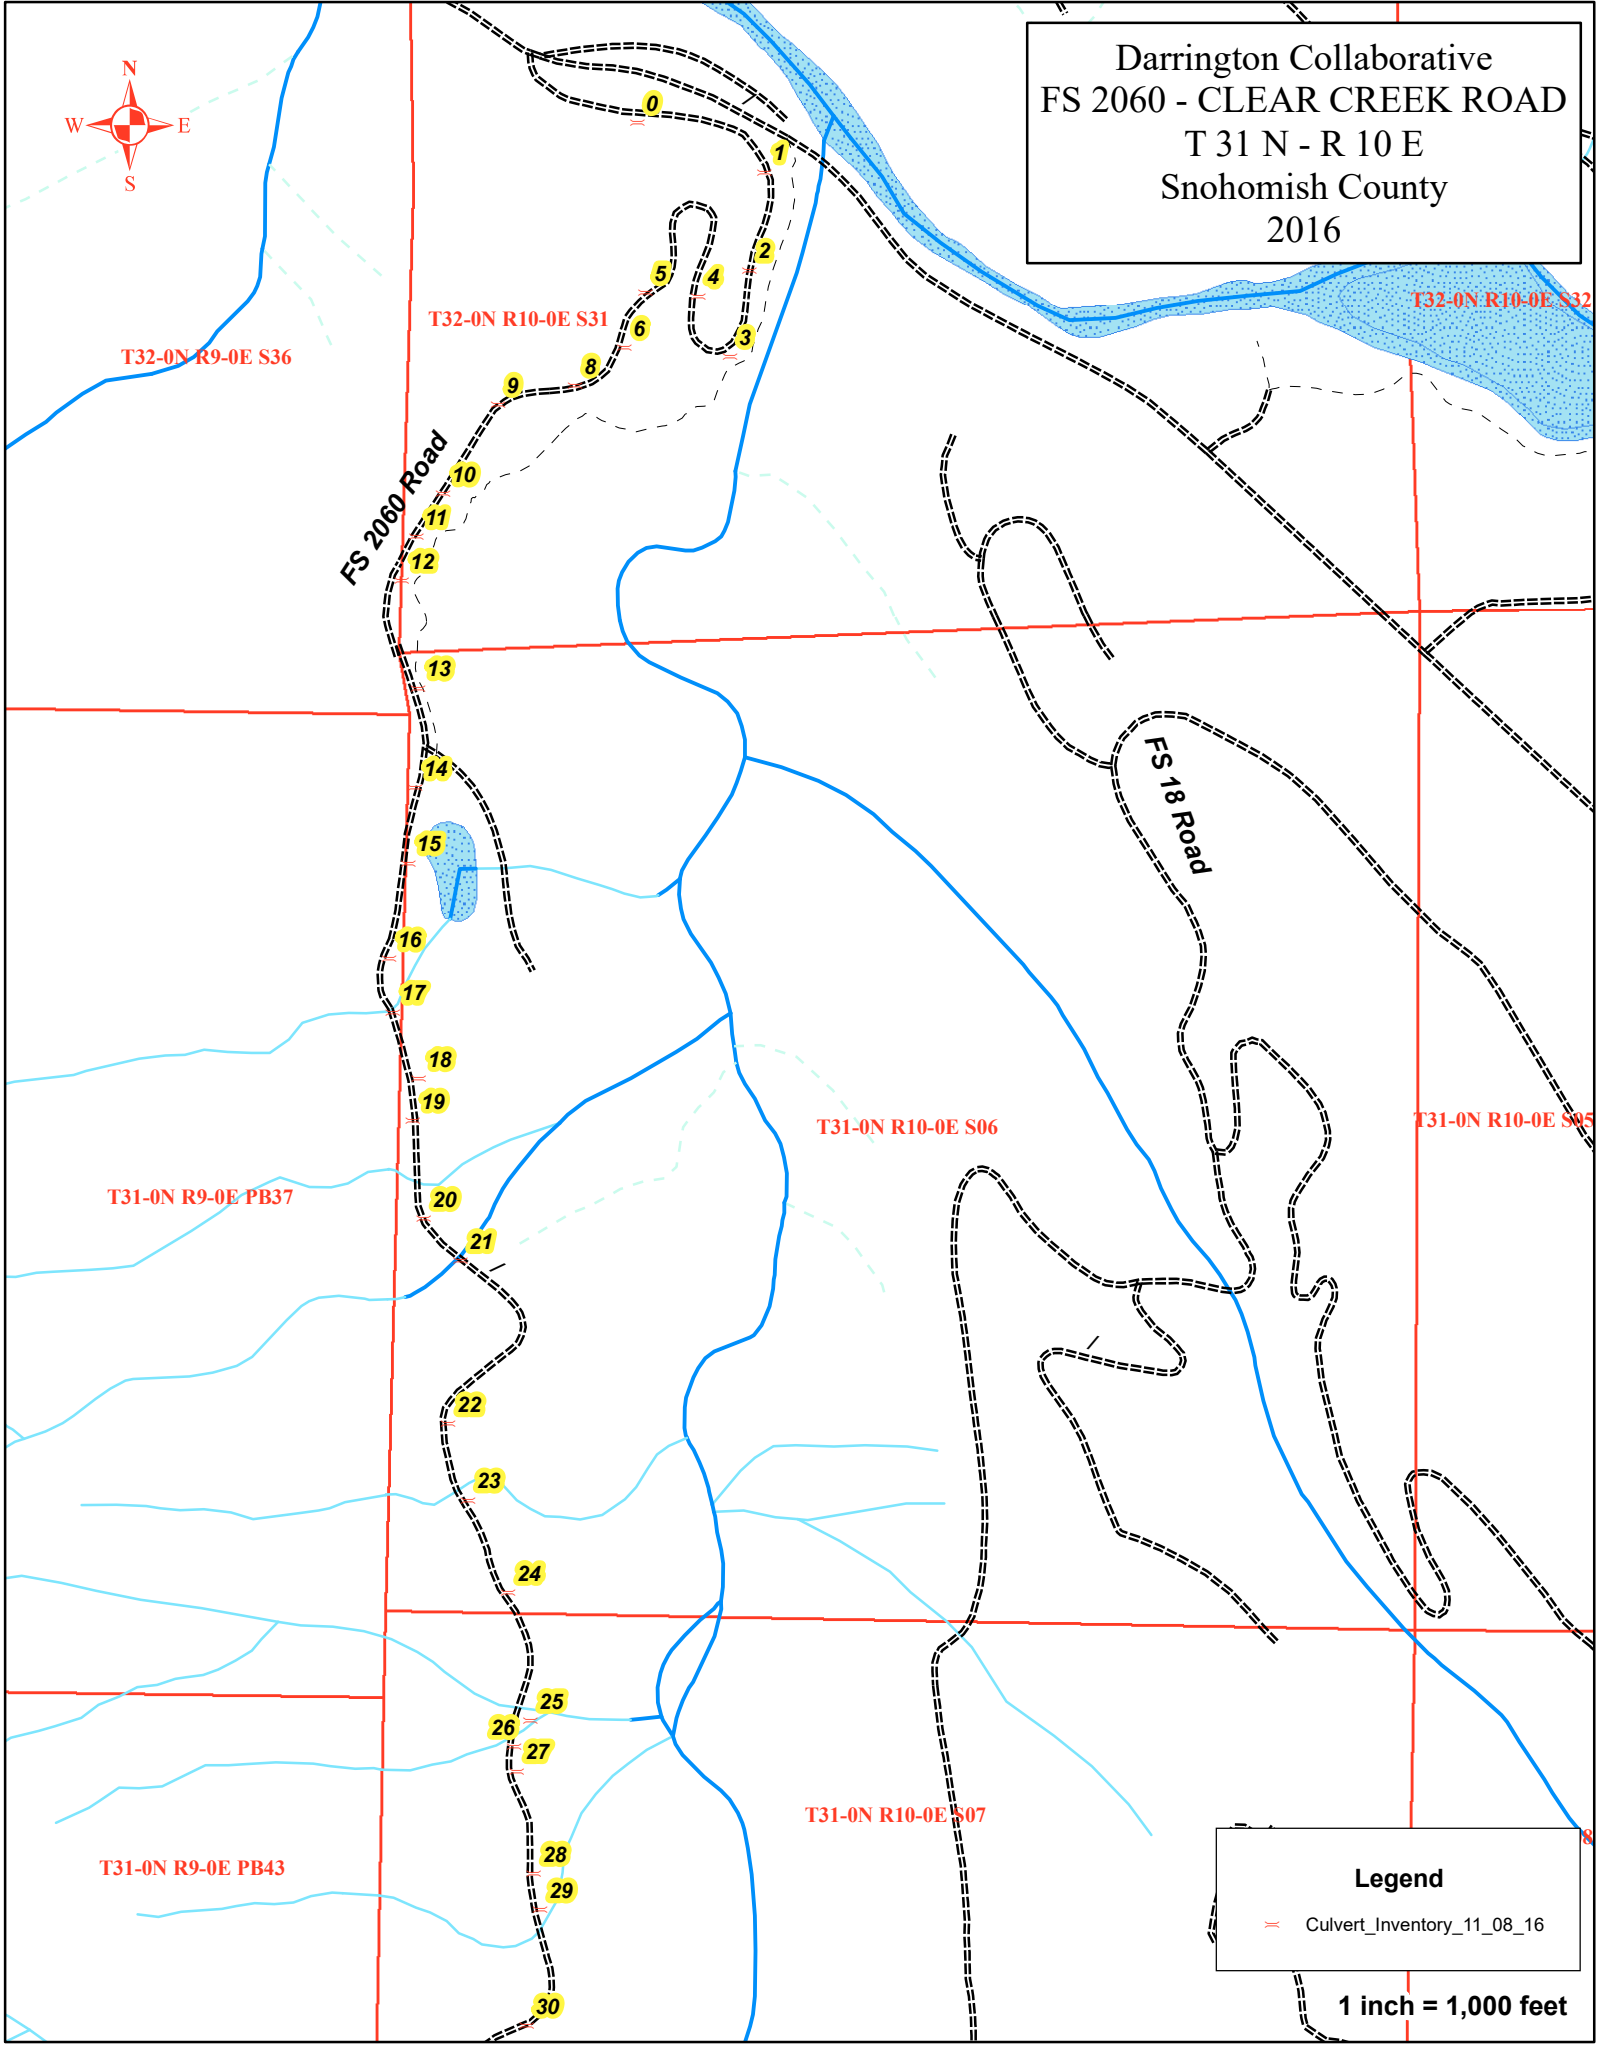 Darrington Collaborative
FS 2060 - CLEAR CREEK ROAD
T 31 N - R 10 E
Snohomish County
2016
N
W
E
S
0
1
2
3
4
5
6
8
9
10
11
12
13
14
15
16
17
18
19
20
21
22
23
24
25
26
27
28
29
30
T32-0N R9-0E S36
T32-0N R10-0E S31
T32-0N R10-0E S32
FS 2060 Road
FS 18 Road
T31-0N R10-0E S06
T31-0N R10-0E S05
T31-0N R9-0E PB37
T31-0N R10-0E S07
T31-0N R9-0E PB43
8
Legend
Culvert_Inventory_11_08_16
1 inch = 1,000 feet